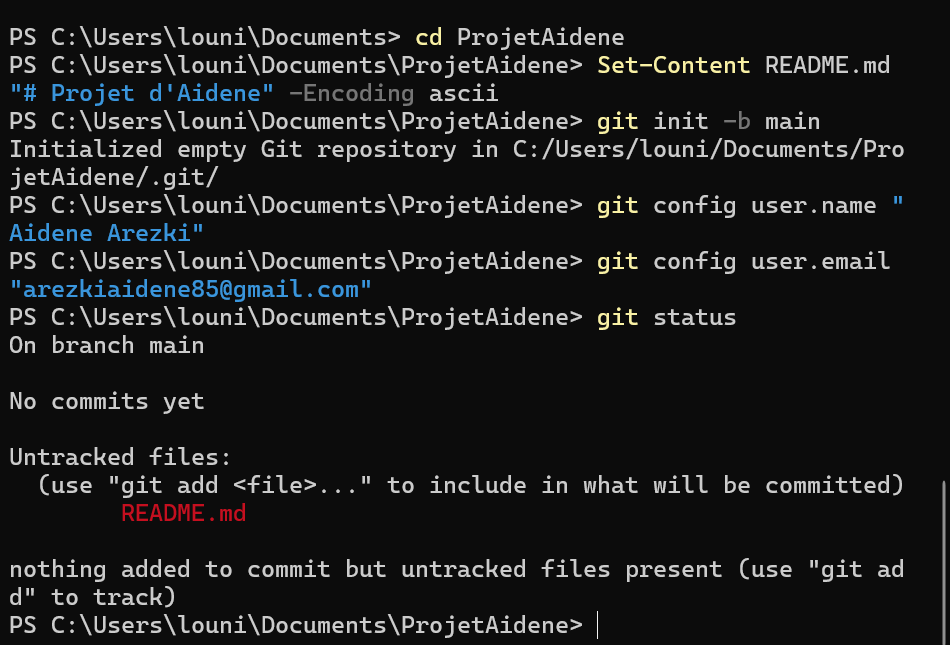 PS C:\Users\louni\Documents> cd ProjetAidene
PS C:\Users\louni\Documents\ProjetAidene> Set-Content README.md
"# Projet d'Aidene" -Encoding ascii
PS C:\Users\louni\Documents\ProjetAidene> git init -b main
Initialized empty Git repository in C:/Users/louni/Documents/Pro
jetAidene/.git/
PS C:\Users\louni\Documents\ProjetAidene> git config user.name "
Aidene Arezki"
PS C:\Users\louni\Documents\ProjetAidene> git config user.email
"arezkiaidene85@gmail.com"
PS C:\Users\louni\Documents\ProjetAidene> git status
On branch main

No commits yet

Untracked files:
  (use "git add <file>..." to include in what will be committed)
        README.md

nothing added to commit but untracked files present (use "git ad
d" to track)
PS C:\Users\louni\Documents\ProjetAidene>